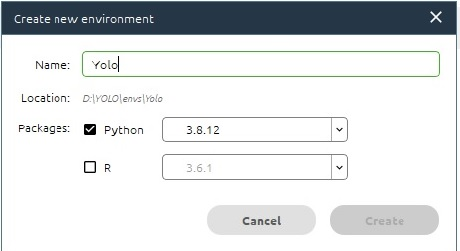 Create new environment
Name: Yolo
Location: D:\YOLO\envs\Yolo
Packages: Python 3.8.12
R 3.6.1
Cancel Create